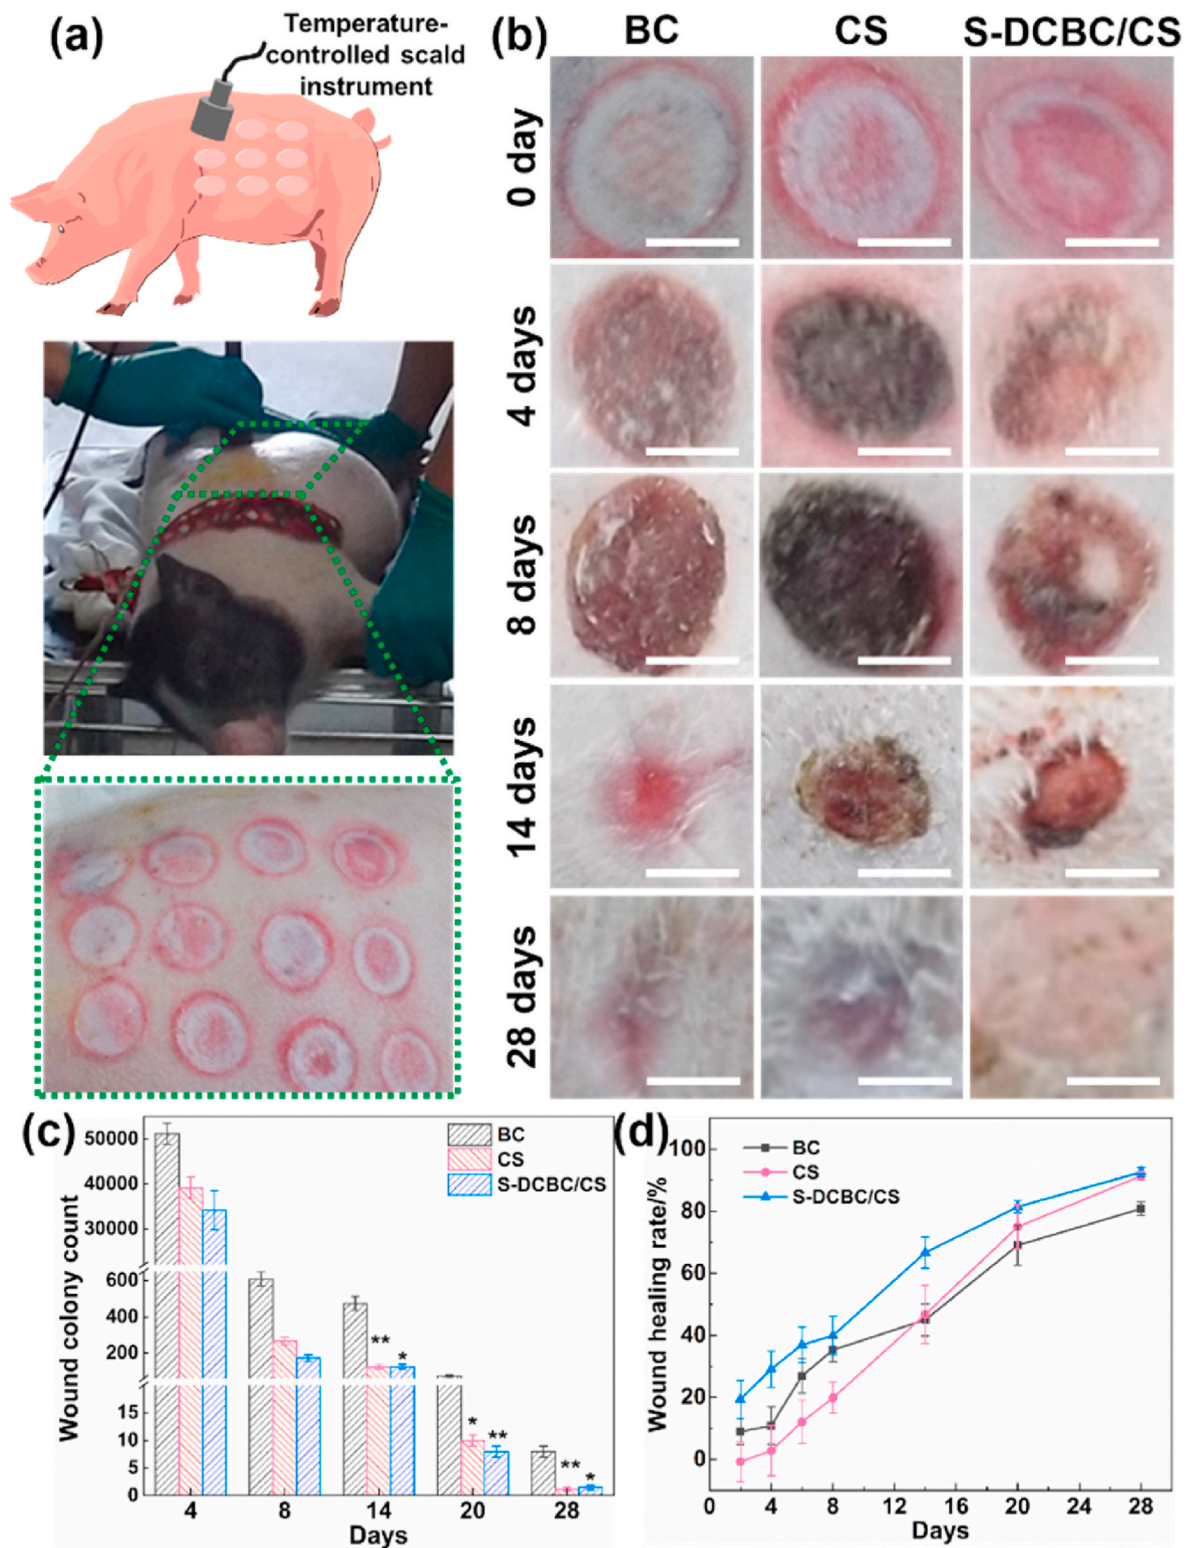 (a)
Temperature-
controlled scald
instrument
(b)
BC CS S-DCBC/CS
0 day
4 days
8 days
14 days
28 days
(c)
50000
40000
30000
600
400
200
15
10
5
0
Wound colony count
BC
CS
S-DCBC/CS
**
*
*
**
**
*
4 8 14 20 28
Days
(d)
100
80
60
40
20
0
Wound healing rate/%
BC
CS
S-DCBC/CS
0 4 8 12 16 20 24 28
Days